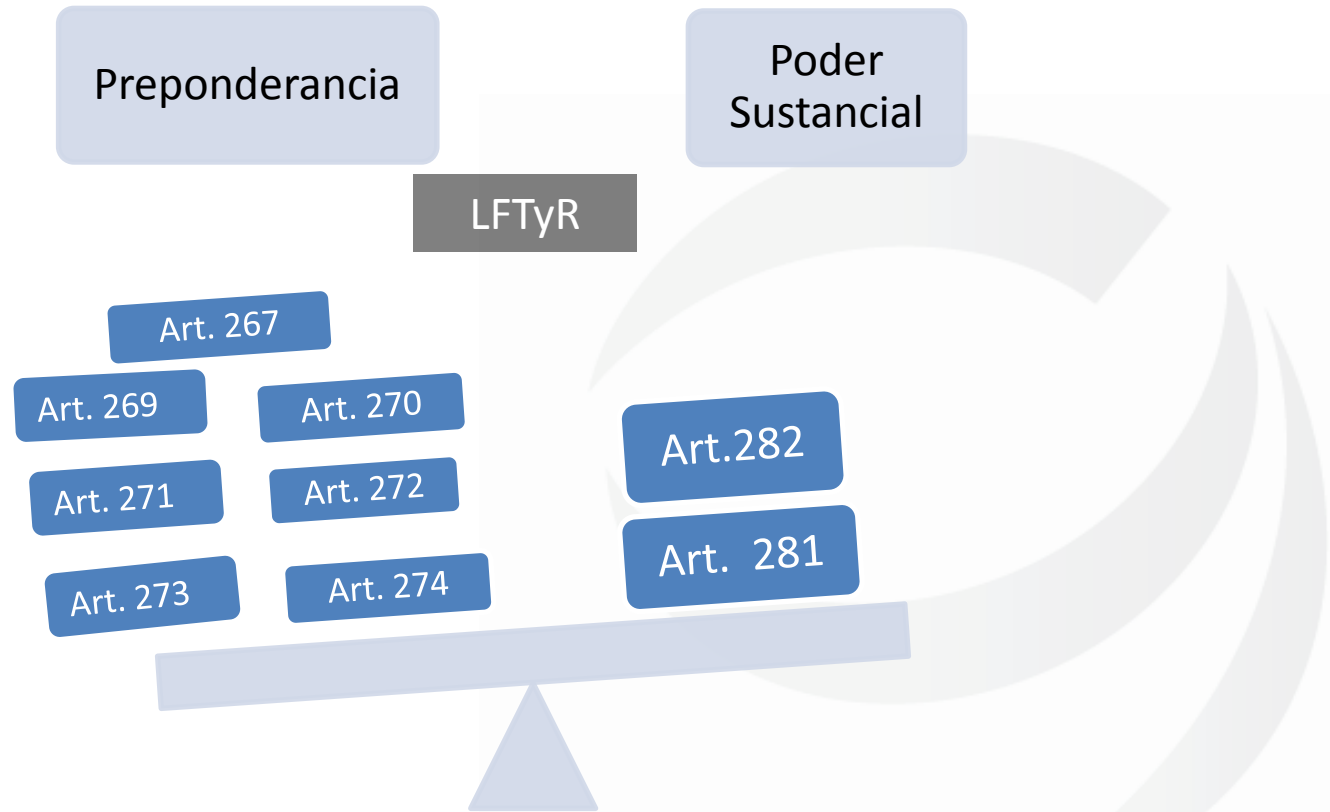 Preponderancia
Poder
Sustancial
LFTyR
Art. 267
Art. 269
Art. 270
Art. 271
Art. 272
Art. 273
Art. 274
Art.282
Art. 281